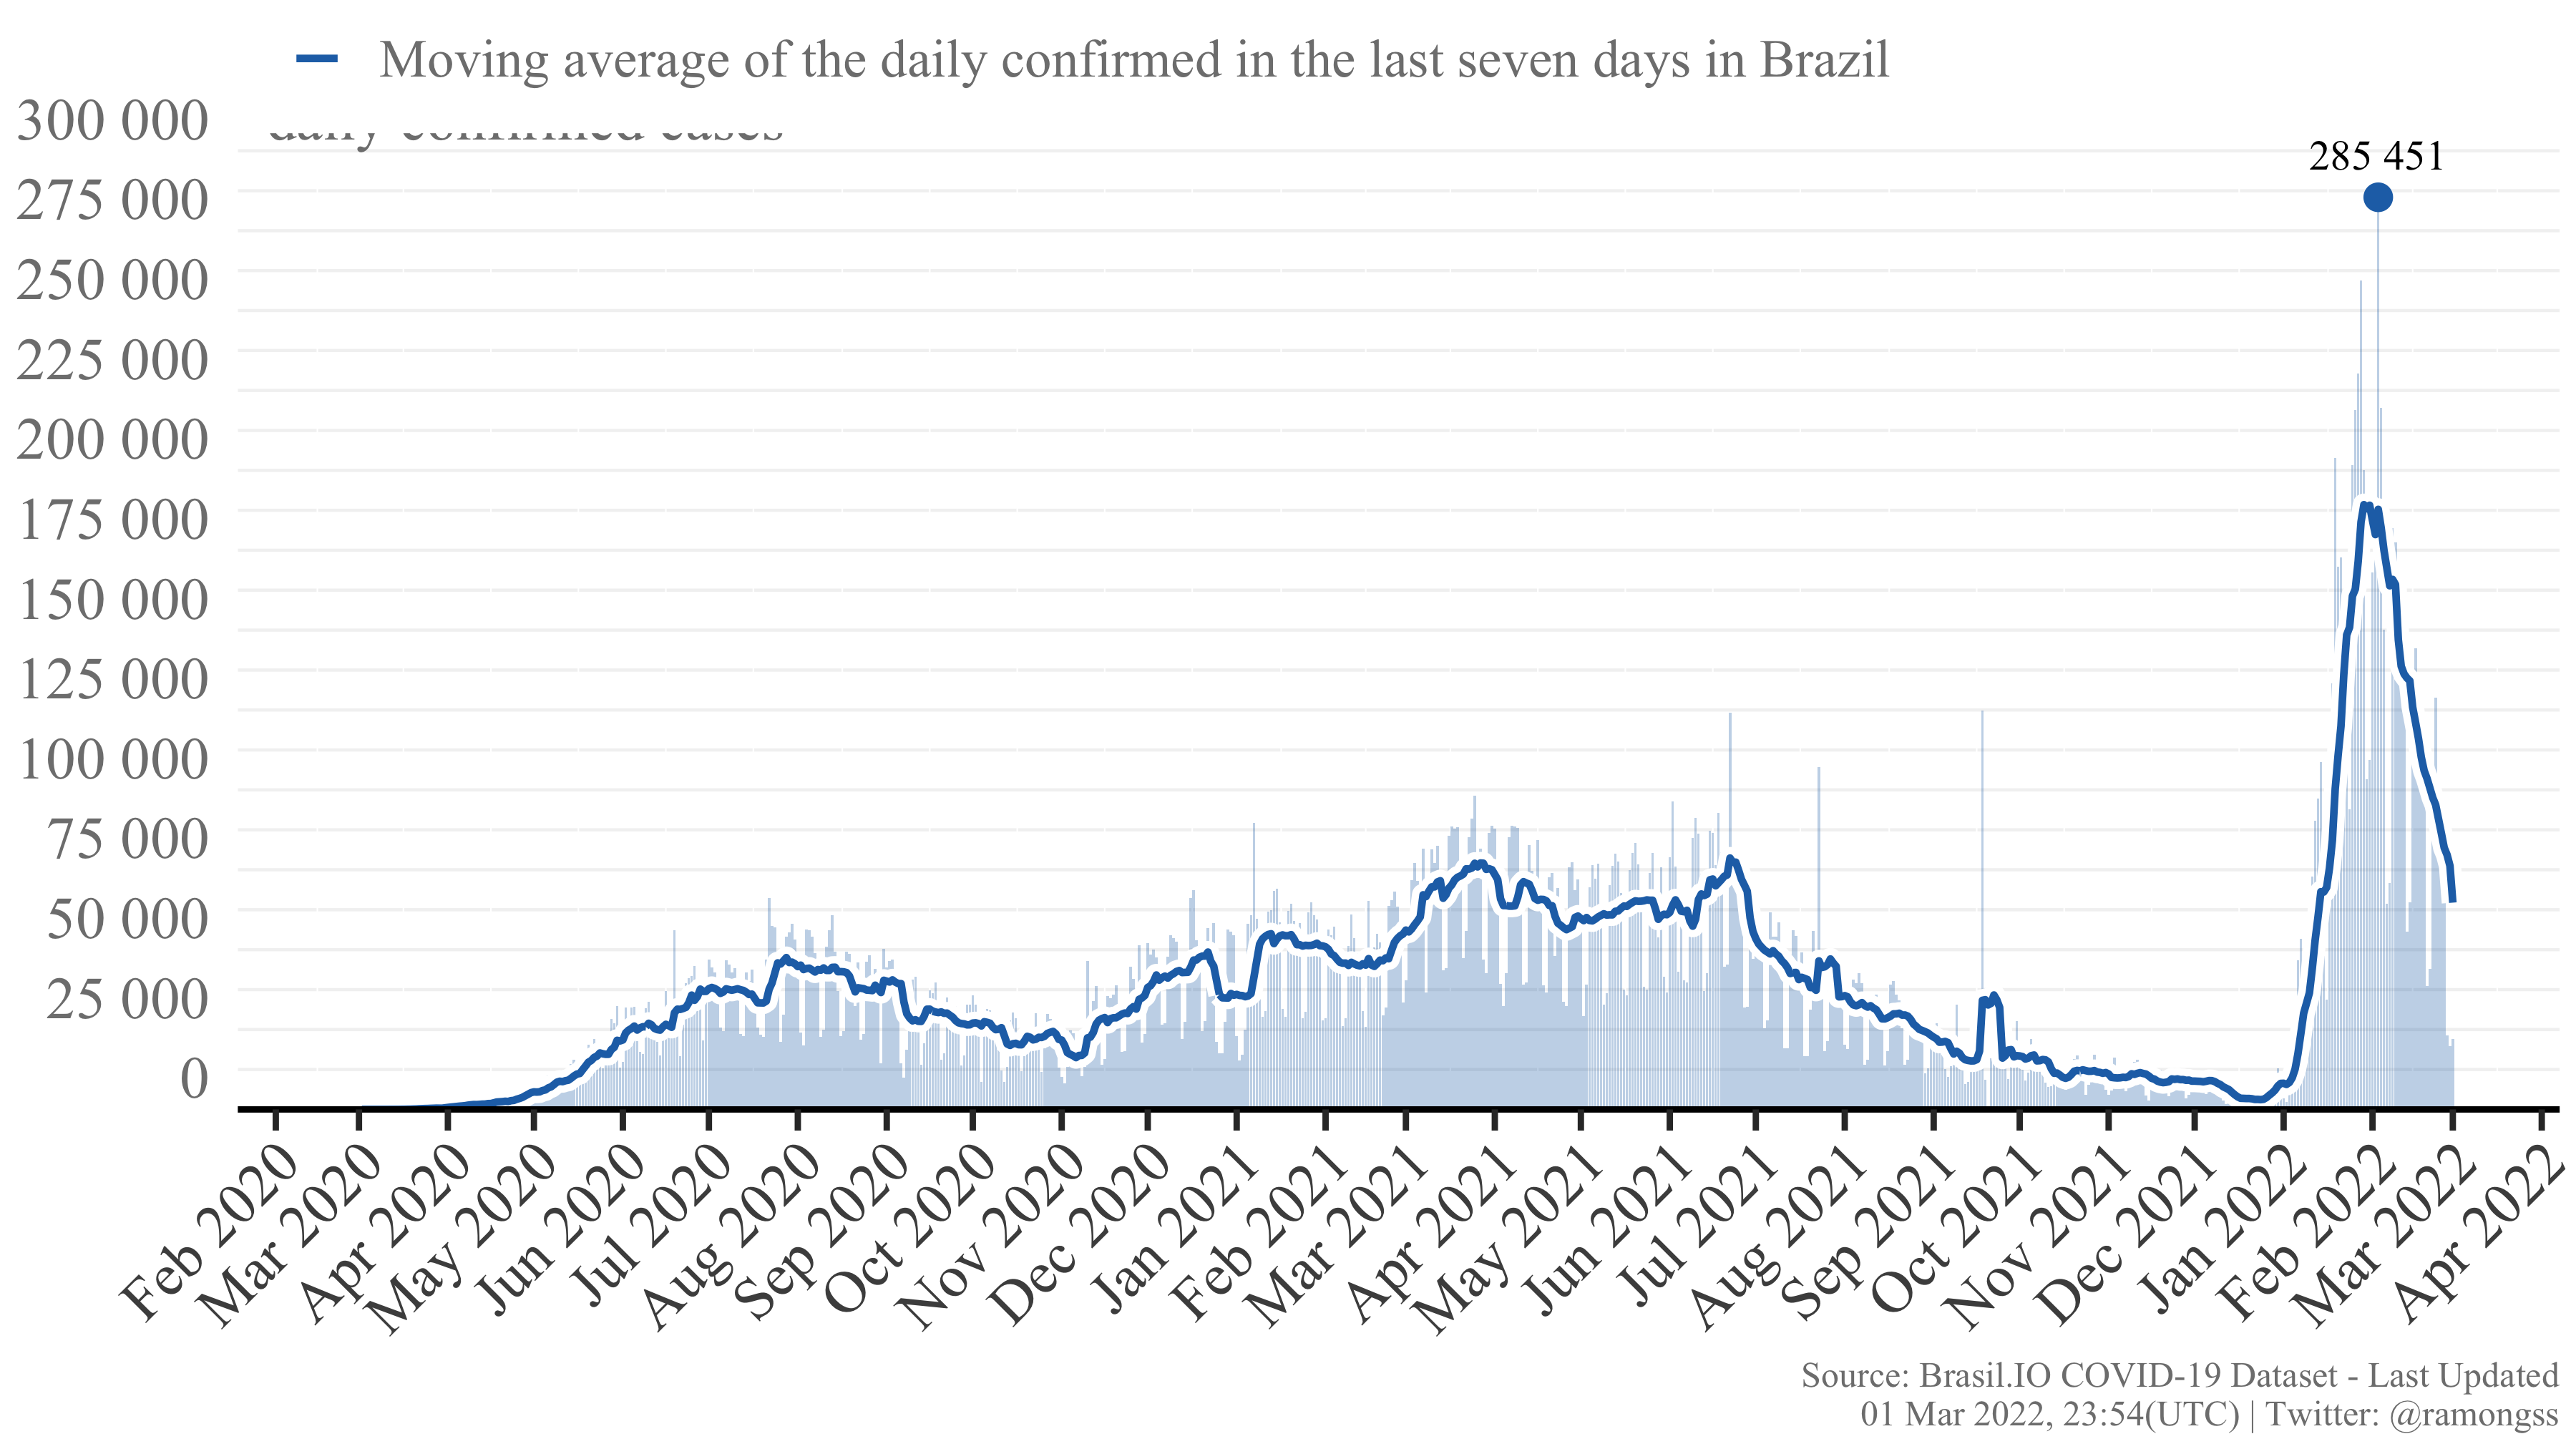 Moving average of the daily confirmed in the last seven days in Brazil
daily confirmed cases
300 000
275 000
250 000
225 000
200 000
175 000
150 000
125 000
100 000
75 000
50 000
25 000
0
285 451
Feb 2020
Mar 2020
Apr 2020
May 2020
Jun 2020
Jul 2020
Aug 2020
Sep 2020
Oct 2020
Nov 2020
Dec 2020
Jan 2021
Feb 2021
Mar 2021
Apr 2021
May 2021
Jun 2021
Jul 2021
Aug 2021
Sep 2021
Oct 2021
Nov 2021
Dec 2021
Jan 2022
Feb 2022
Mar 2022
Apr 2022
Source: Brasil.IO COVID-19 Dataset - Last Updated
01 Mar 2022, 23:54(UTC) | Twitter: @ramongss